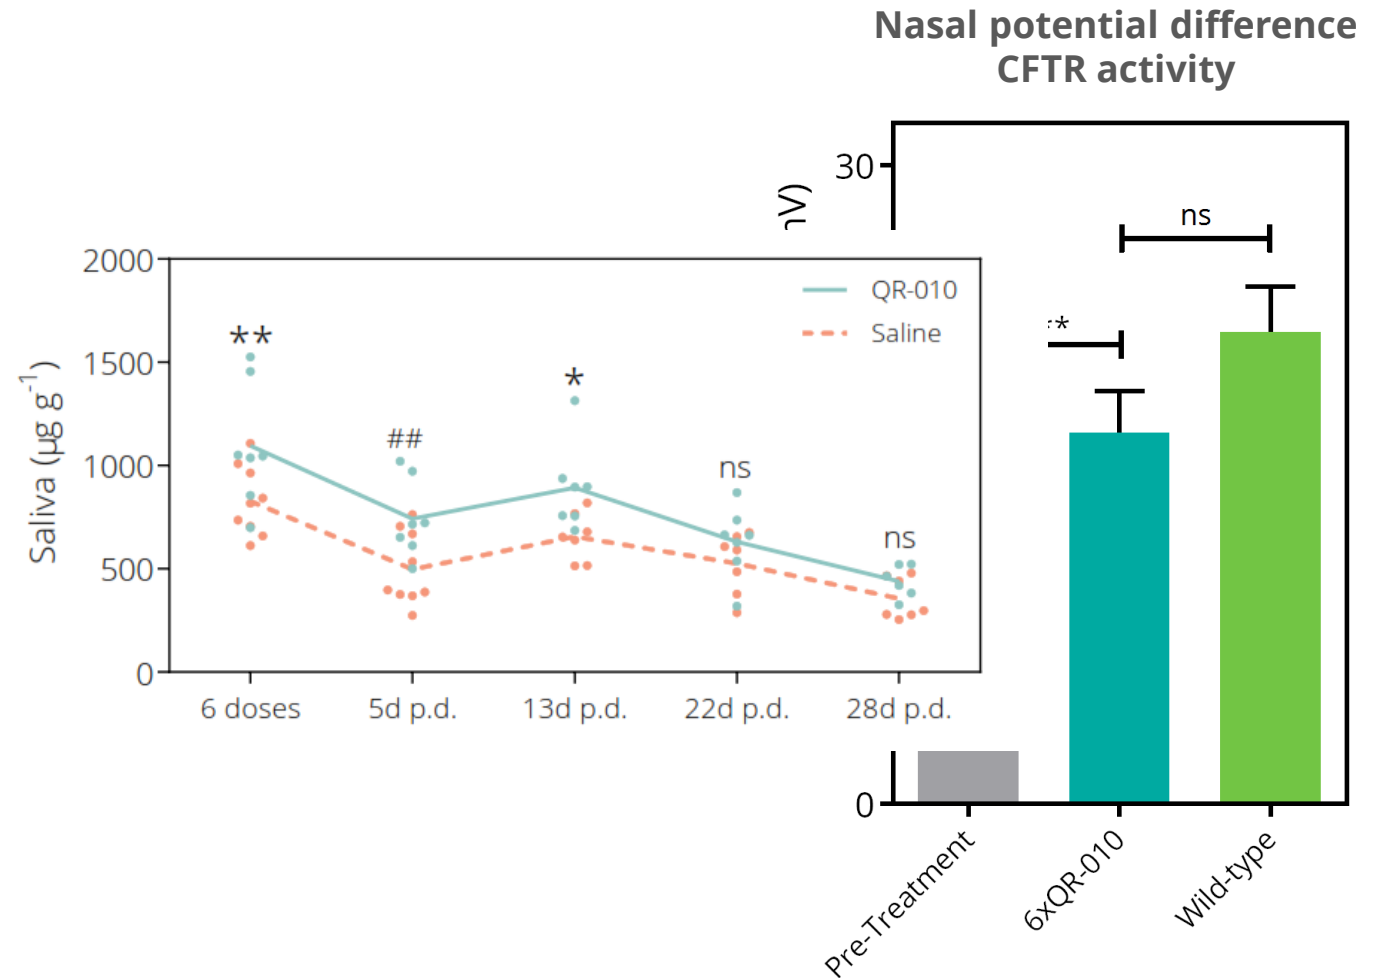 Nasal potential difference
CFTR activity
30
ns
2000
QR-010
Saline
**
*
1500
*
##
1000
ns
ns
500
Saliva (µg g⁻¹)
0
6 doses
5d p.d.
13d p.d.
22d p.d.
28d p.d.
0
Pre-Treatment
6xQR-010
Wild-type